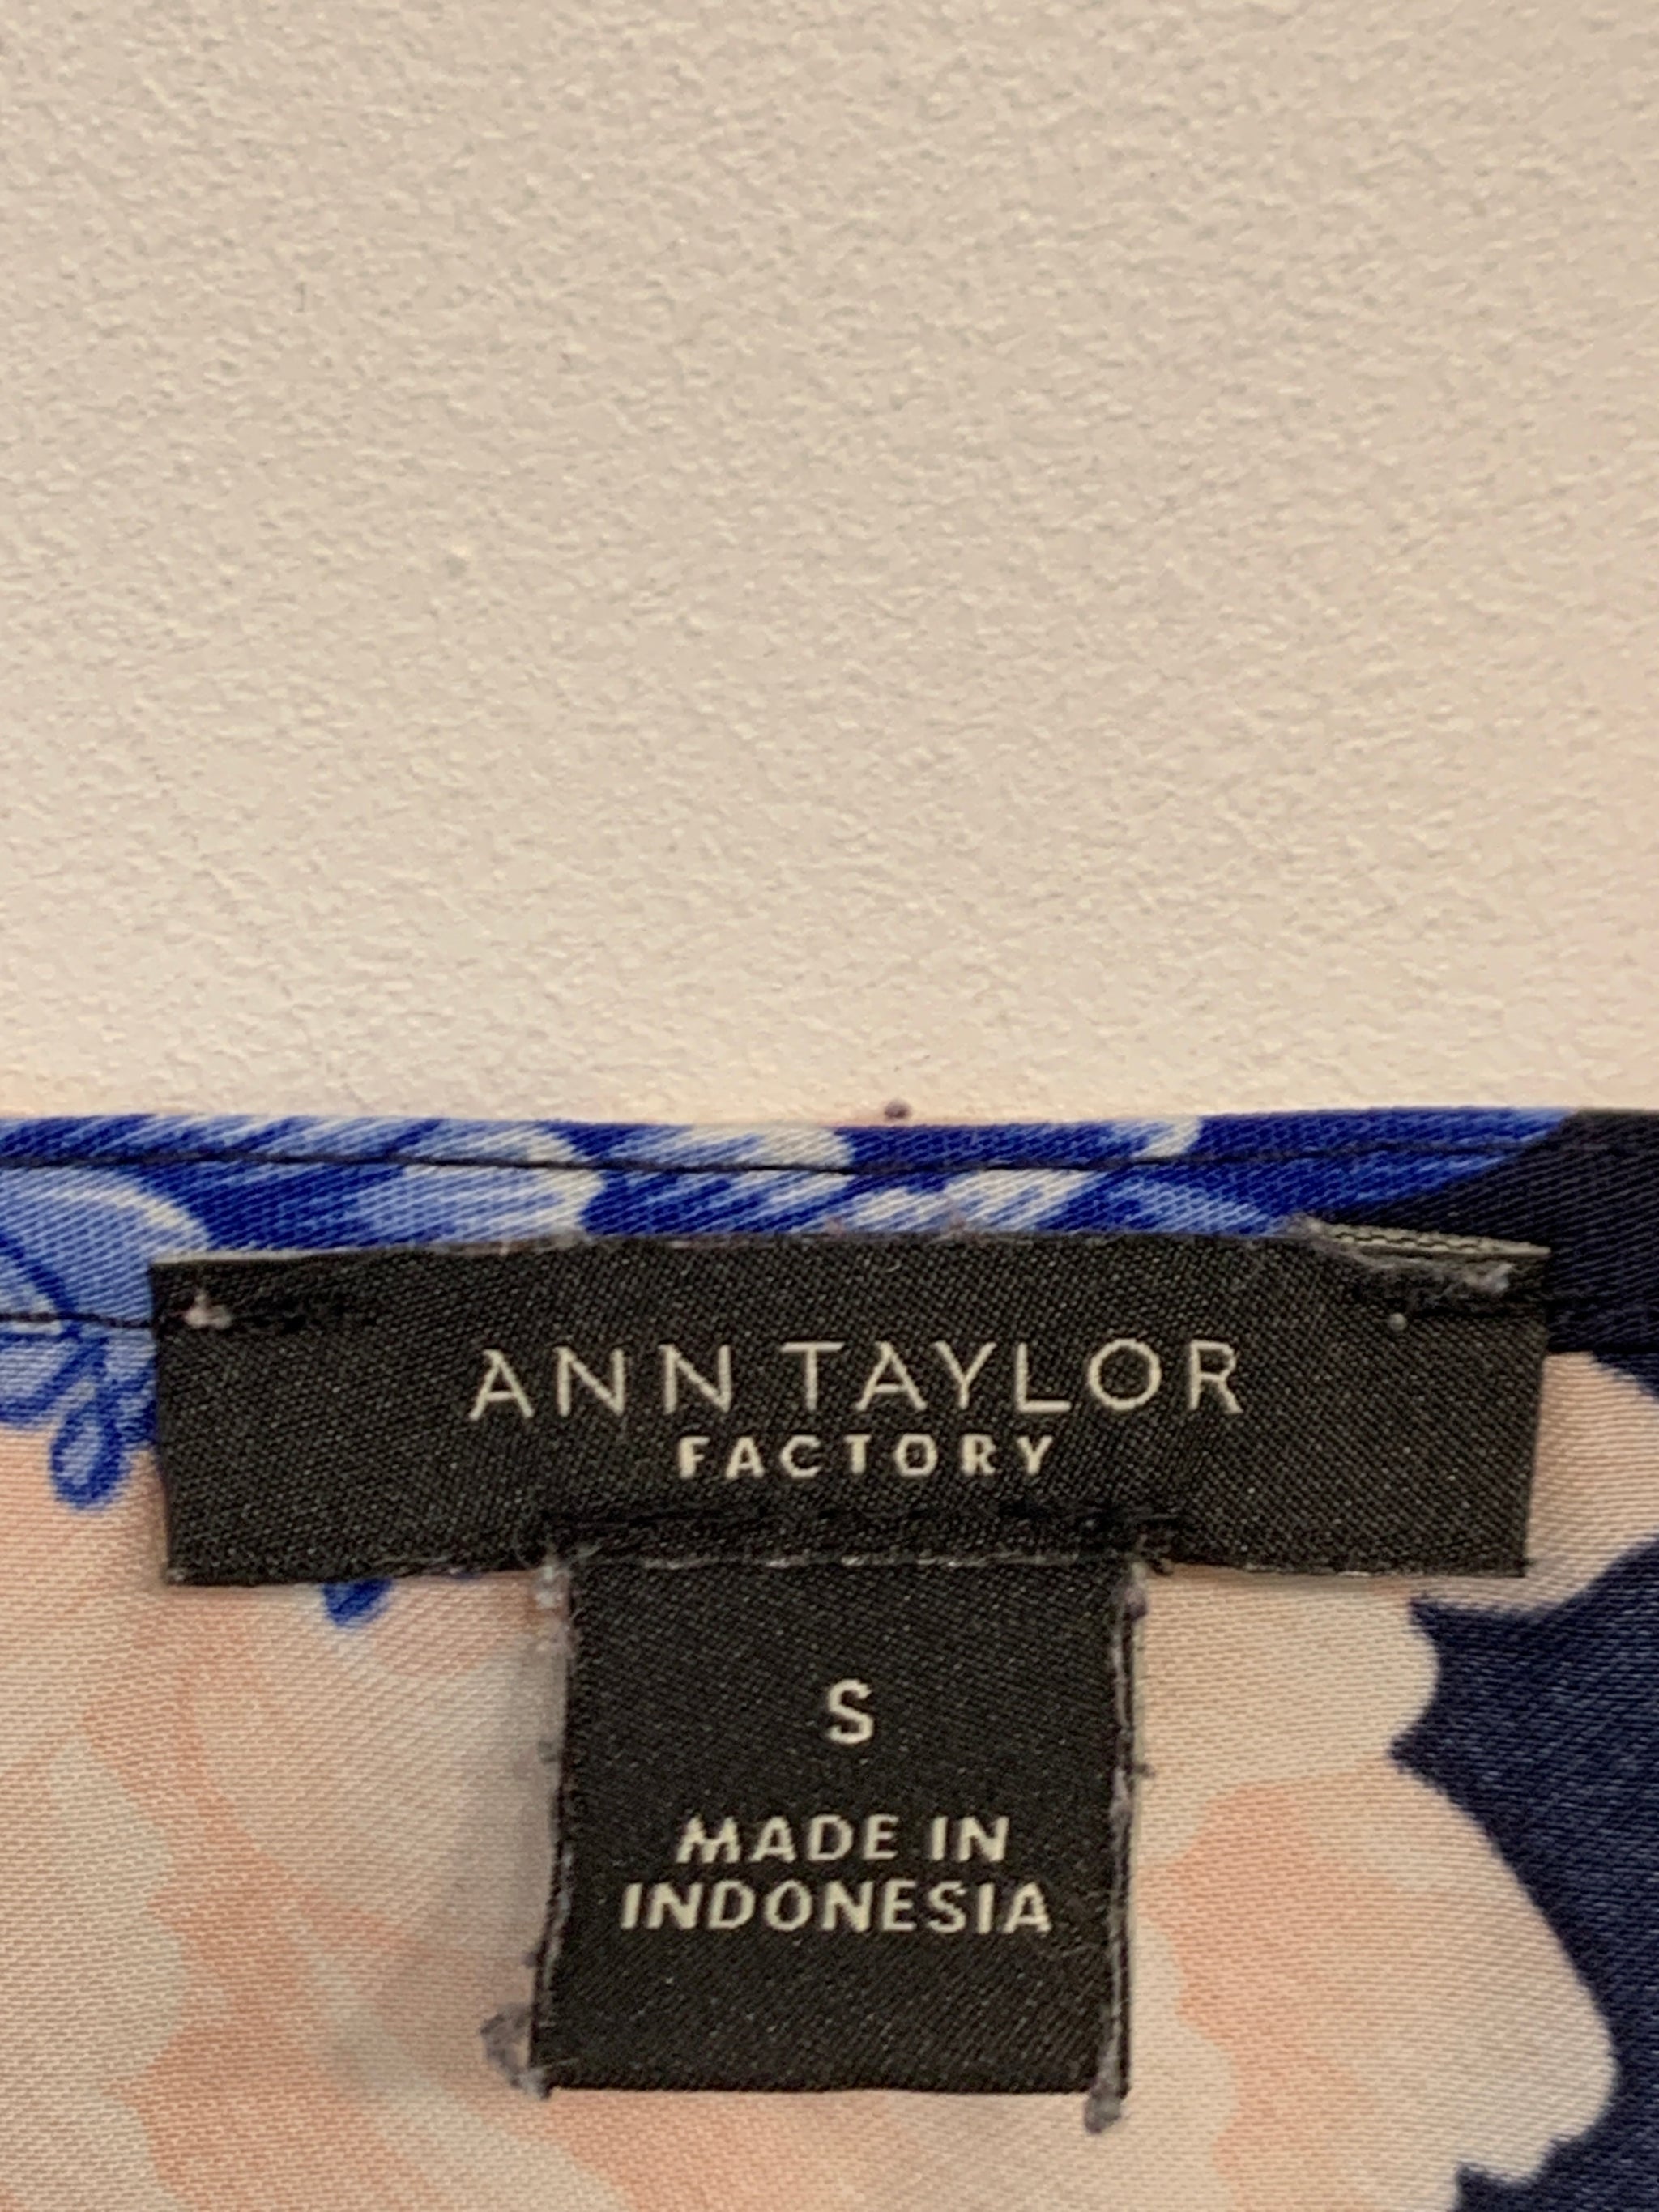 ANN TAYLOR
FACTORY
S
MADE IN
INDONESIA